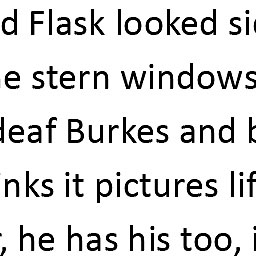 d Flask looked si
e stern windows
deaf Burkes and b
nks it pictures lif
, he has his too, i